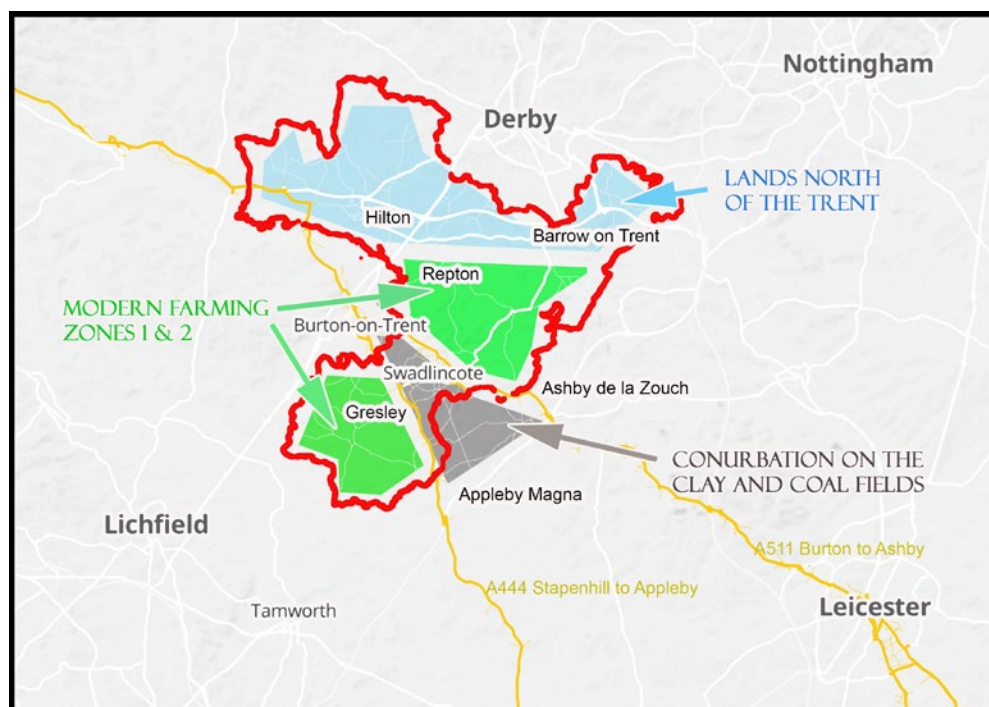 Nottingham
Derby
LANDS NORTH
OF THE TRENT
Hilton
Barrow on Trent
Repton
MODERN FARMING
ZONES 1 & 2
Burton-on-Trent
Swadlincote
Ashby de la Zouch
Gresley
CONURBATION ON THE
CLAY AND COAL FIELDS
Appleby Magna
Lichfield
A511 Burton to Ashby
A444 Stapenhill to Appleby
Tamworth
Leicester